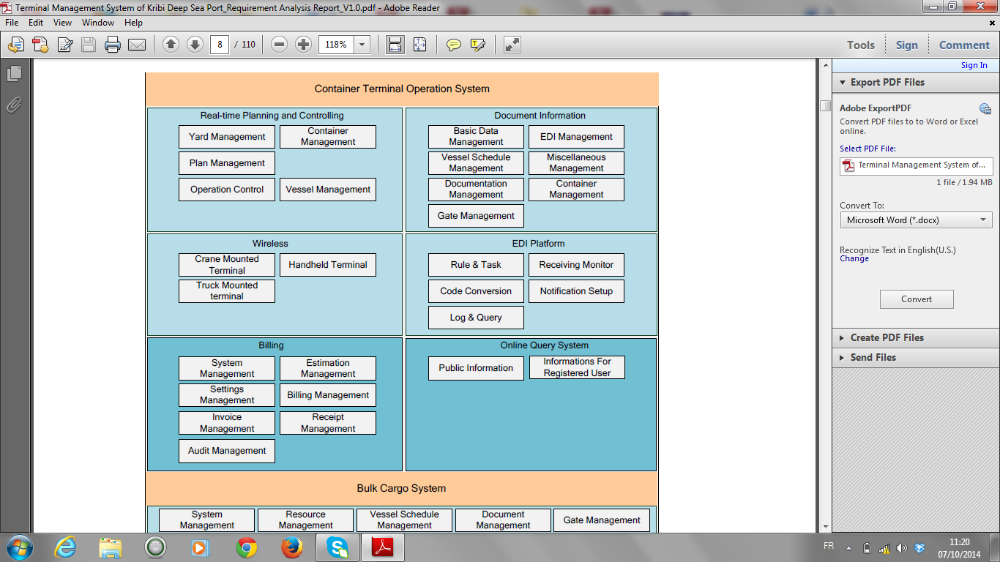 Terminal Management System of Kribi Deep Sea Port_Requirement Analysis Report_V1.0.pdf - Adobe Reader
File Edit View Window Help
8 / 110 118% Tools Sign Comment
Sign In
Export PDF Files
Adobe ExportPDF
Convert PDF files to to Word or Excel
online.
Select PDF File:
Terminal Management System of...
1 file / 1.94 MB
Convert To:
Microsoft Word (*.docx)
Recognize Text in English(U.S.)
Change
Convert
Create PDF Files
Send Files
Container Terminal Operation System
Real-time Planning and Controlling
Yard Management
Container
Management
Plan Management
Operation Control
Vessel Management
Document Information
Basic Data
Management
EDI Management
Vessel Schedule
Management
Miscellaneous
Management
Documentation
Management
Container
Management
Gate Management
Wireless
Crane Mounted
Terminal
Handheld Terminal
Truck Mounted
terminal
EDI Platform
Rule & Task
Receiving Monitor
Code Conversion
Notification Setup
Log & Query
Billing
System
Management
Estimation
Management
Settings
Management
Billing Management
Invoice
Management
Receipt
Management
Audit Management
Online Query System
Public Information
Informations For
Registered User
Bulk Cargo System
System
Management
Resource
Management
Vessel Schedule
Management
Document
Management
Gate Management
FR
11:20
07/10/2014